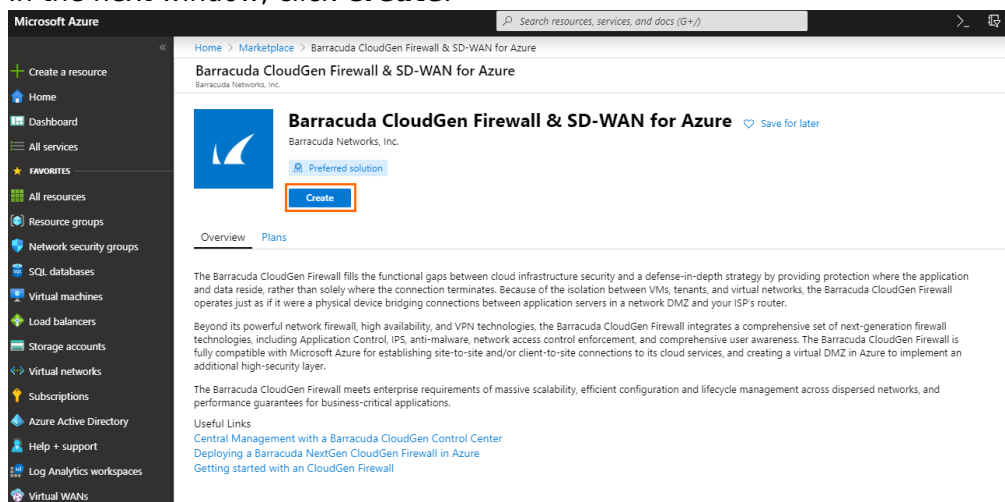 In the next window, click Create.
Microsoft Azure
Search resources, services, and docs (G+/)
Home > Marketplace > Barracuda CloudGen Firewall & SD-WAN for Azure
Barracuda CloudGen Firewall & SD-WAN for Azure
Barracuda Networks, Inc.
Create a resource
Home
Dashboard
All services
FAVORITES
All resources
Resource groups
Network security groups
SQL databases
Virtual machines
Load balancers
Storage accounts
Virtual networks
Subscriptions
Azure Active Directory
Help + support
Log Analytics workspaces
Virtual WANs
Barracuda CloudGen Firewall & SD-WAN for Azure
Save for later
Barracuda Networks, Inc.
Preferred solution
Create
Overview Plans
The Barracuda CloudGen Firewall fills the functional gaps between cloud infrastructure security and a defense-in-depth strategy by providing protection where the application
and data reside, rather than solely where the connection terminates. Because of the isolation between VMs, tenants, and virtual networks, the Barracuda CloudGen Firewall
operates just as if it were a physical device bridging connections between application servers in a network DMZ and your ISP's router.
Beyond its powerful network firewall, high availability, and VPN technologies, the Barracuda CloudGen Firewall integrates a comprehensive set of next-generation firewall
technologies, including Application Control, IPS, anti-malware, network access control enforcement, and comprehensive user awareness. The Barracuda CloudGen Firewall is
fully compatible with Microsoft Azure for establishing site-to-site and/or client-to-site connections to its cloud services, and creating a virtual DMZ in Azure to implement an
additional high-security layer.
The Barracuda CloudGen Firewall meets enterprise requirements of massive scalability, efficient configuration and lifecycle management across dispersed networks, and
performance guarantees for business-critical applications.
Useful Links
Central Management with a Barracuda CloudGen Control Center
Deploying a Barracuda NextGen CloudGen Firewall in Azure
Getting started with an CloudGen Firewall